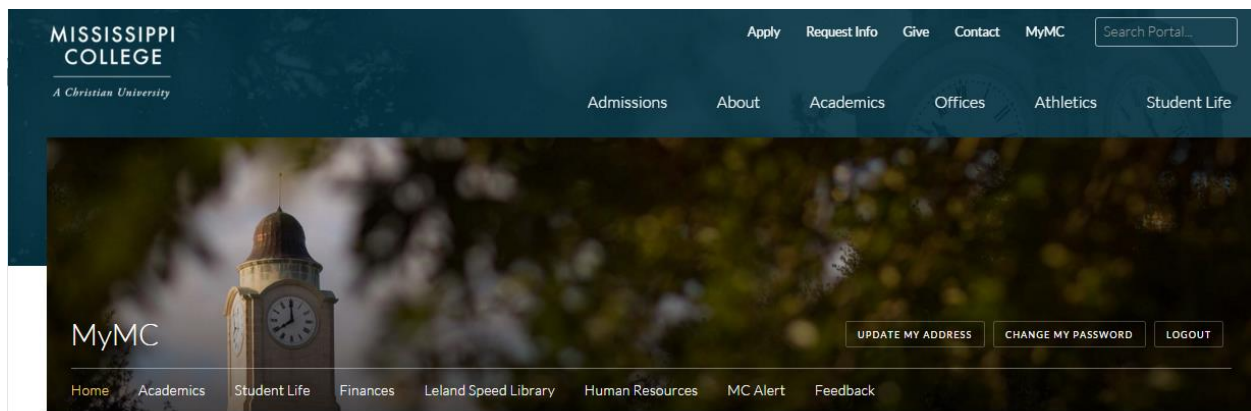 MISSISSIPPI
COLLEGE
A Christian University
Apply Request Info Give Contact MyMC Search Portal...
Admissions About Academics Offices Athletics Student Life
MyMC
UPDATE MY ADDRESS CHANGE MY PASSWORD LOGOUT
Home Academics Student Life Finances Leland Speed Library Human Resources MC Alert Feedback